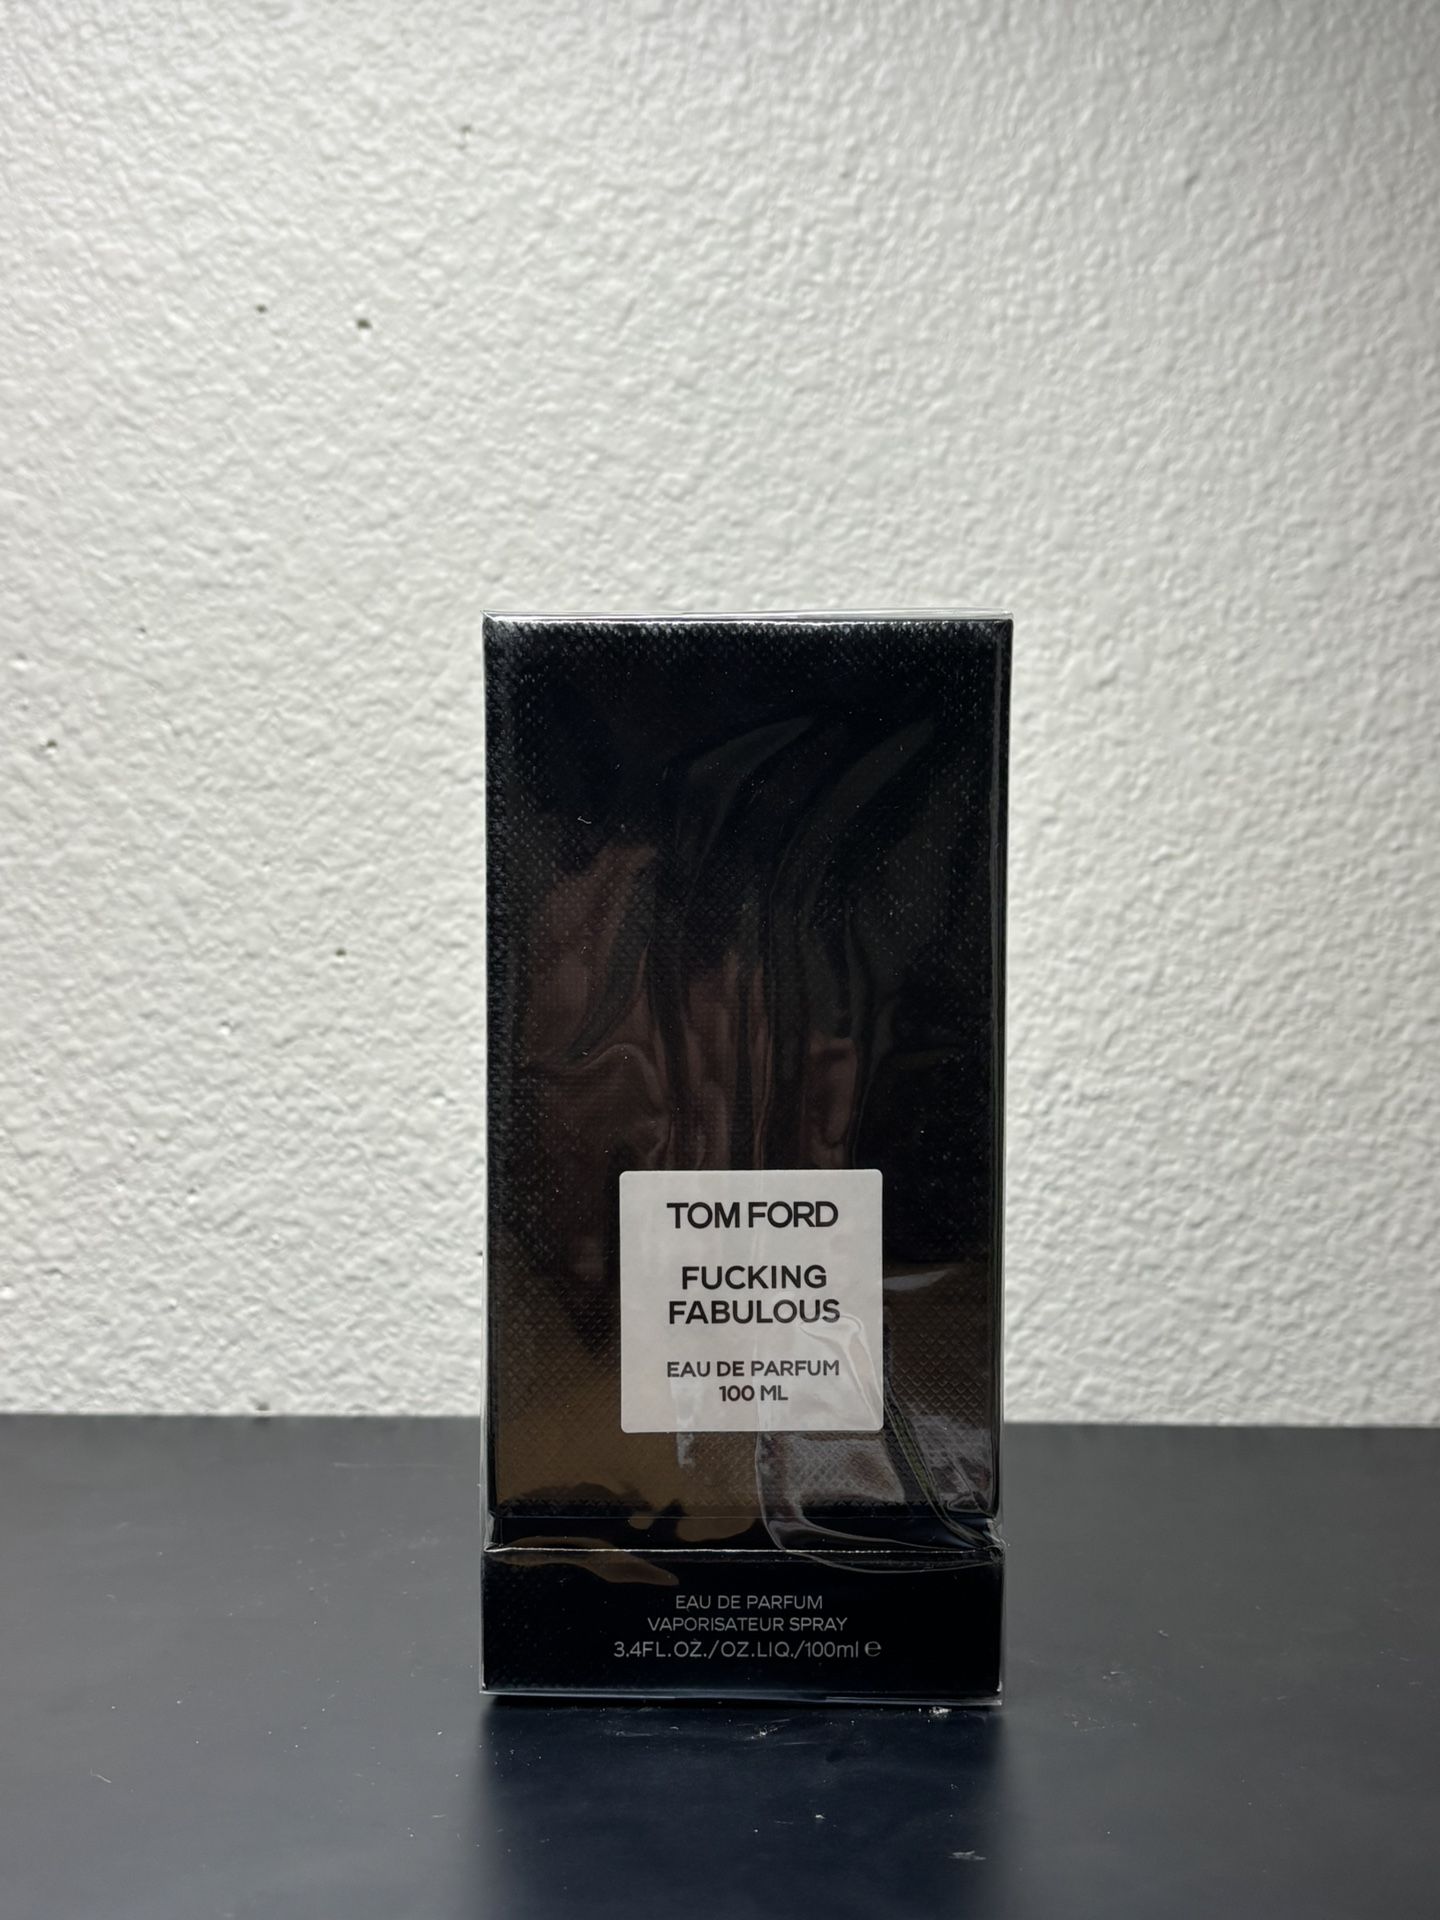 TOM FORD
FUCKING
FABULOUS
EAU DE PARFUM
100 ML
EAU DE PARFUM
VAPORISATEUR SPRAY
3.4FL.OZ./OZ.LIQ./100ml ℮